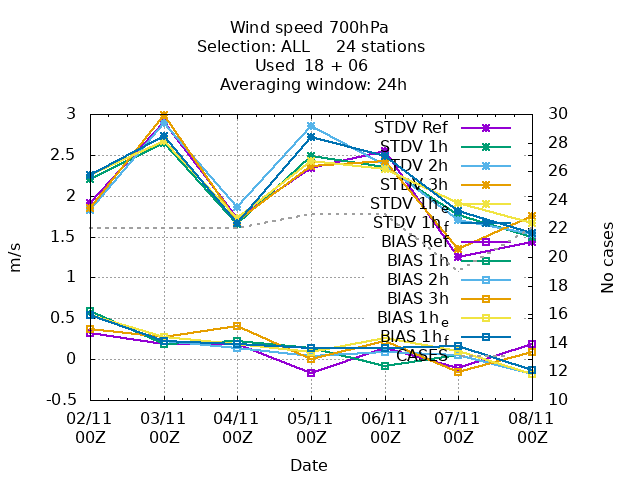 Wind speed 700hPa
Selection: ALL 24 stations
Used 18 + 06
Averaging window: 24h
3
2.5
2
1.5
1
0.5
0
-0.5
m/s
30
28
26
24
22
20
18
16
14
12
10
No cases
STDV Ref
STDV 1h
STDV 2h
STDV 3h
STDV 1he
STDV 1hf
BIAS Ref
BIAS 1h
BIAS 2h
BIAS 3h
BIAS 1he
BIAS 1hf
CASES
02/11 03/11 04/11 05/11 06/11 07/11 08/11
00Z 00Z 00Z 00Z 00Z 00Z 00Z
Date